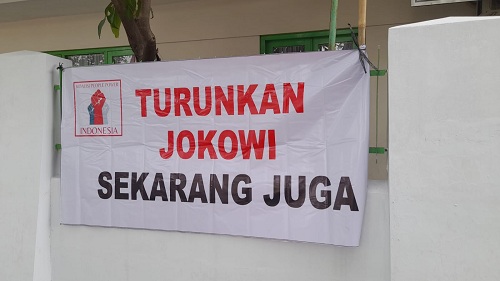 INDONESIA
TURUNKAN
JOKOWI
SEKARANG JUGA